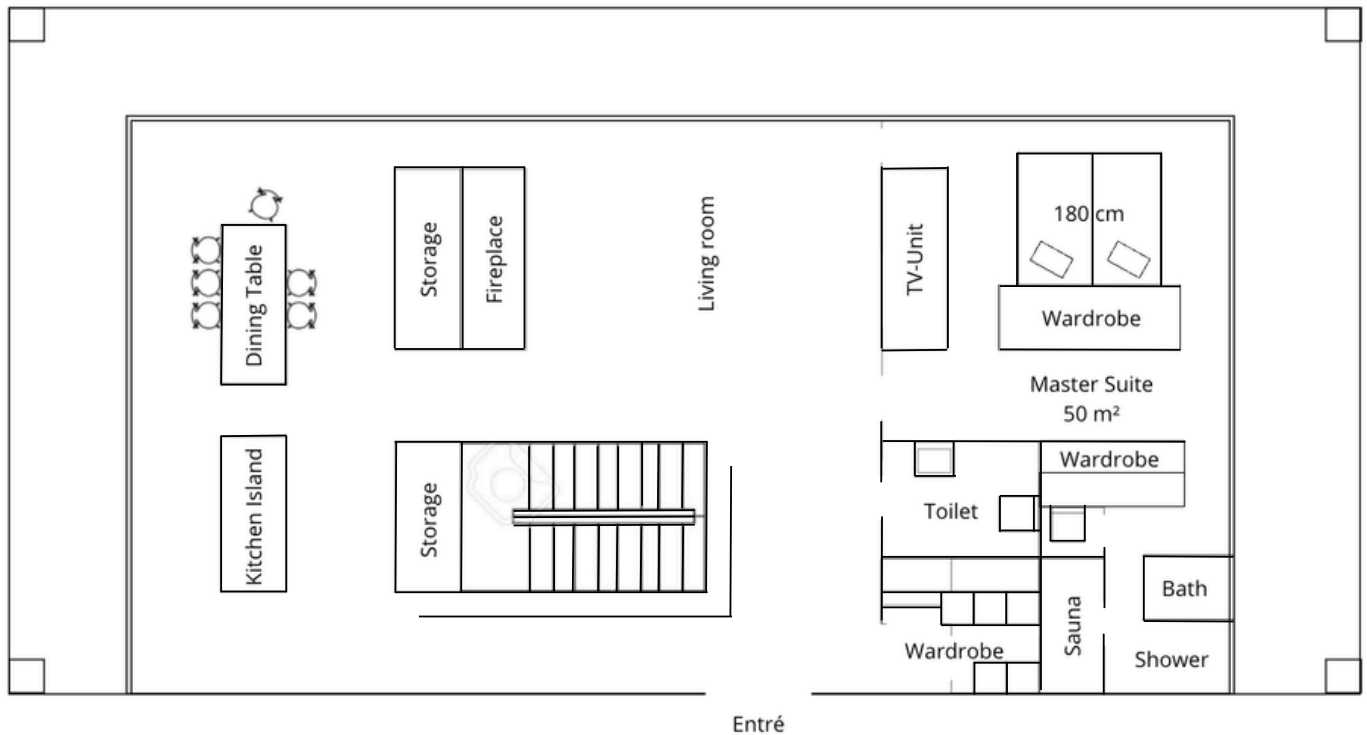 Dining Table
Storage
Fireplace
Living room
TV-Unit
180 cm
Wardrobe
Master Suite
50 m²
Kitchen Island
Storage
Toilet
Wardrobe
Wardrobe
Sauna
Bath
Shower
Entré